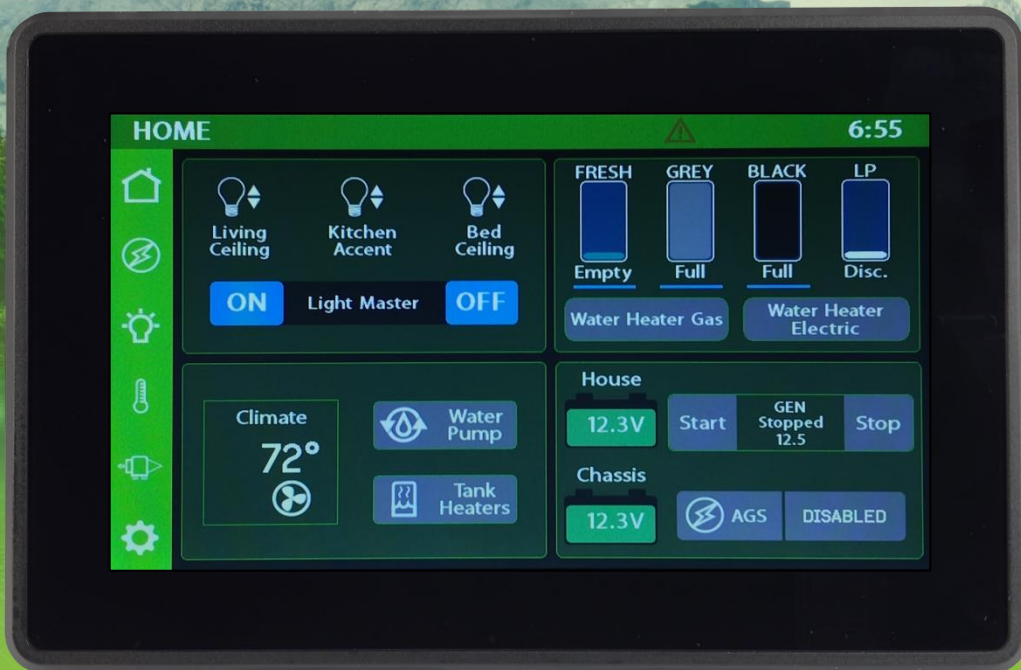 HOME
6:55
Living
Ceiling
Kitchen
Accent
Bed
Ceiling
ON
Light Master
OFF
FRESH
GREY
BLACK
LP
Empty
Full
Full
Disc.
Water Heater Gas
Water Heater
Electric
Climate
72°
Water
Pump
Tank
Heaters
House
12.3V
Start
GEN
Stopped
12.5
Stop
Chassis
12.3V
AGS
DISABLED